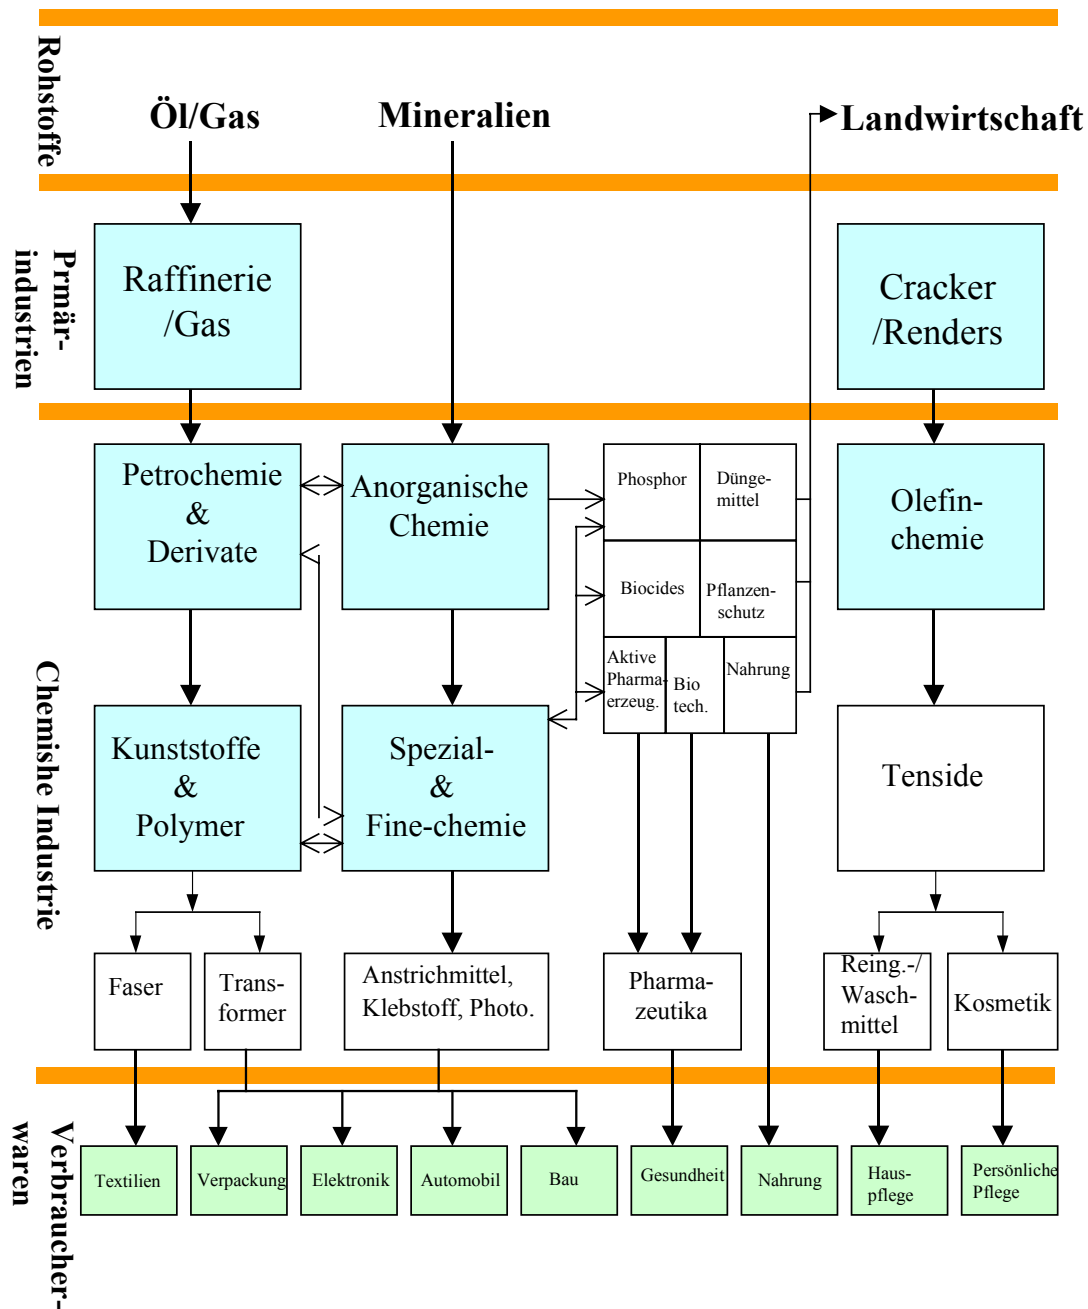 Rohstoffe
Öl/Gas
Mineralien
Landwirtschaft
Prmär-
industrien
Raffinerie
/Gas
Cracker
/Renders
Chemishe Industrie
Petrochemie
&
Derivate
Anorganische
Chemie
Phosphor
Dünge-
mittel
Biocides
Pflanzen-
schutz
Aktive
Pharma-
erzeug.
Bio
tech.
Nahrung
Olefin-
chemie
Kunststoffe
&
Polymer
Spezial-
&
Fine-chemie
Tenside
Faser
Trans-
former
Anstrichmittel,
Klebstoff, Photo.
Pharma-
zeutika
Reing.-/
Wasch-
mittel
Kosmetik
Verbraucher-
waren
Textilien
Verpackung
Elektronik
Automobil
Bau
Gesundheit
Nahrung
Haus-
pflege
Persönliche
Pflege